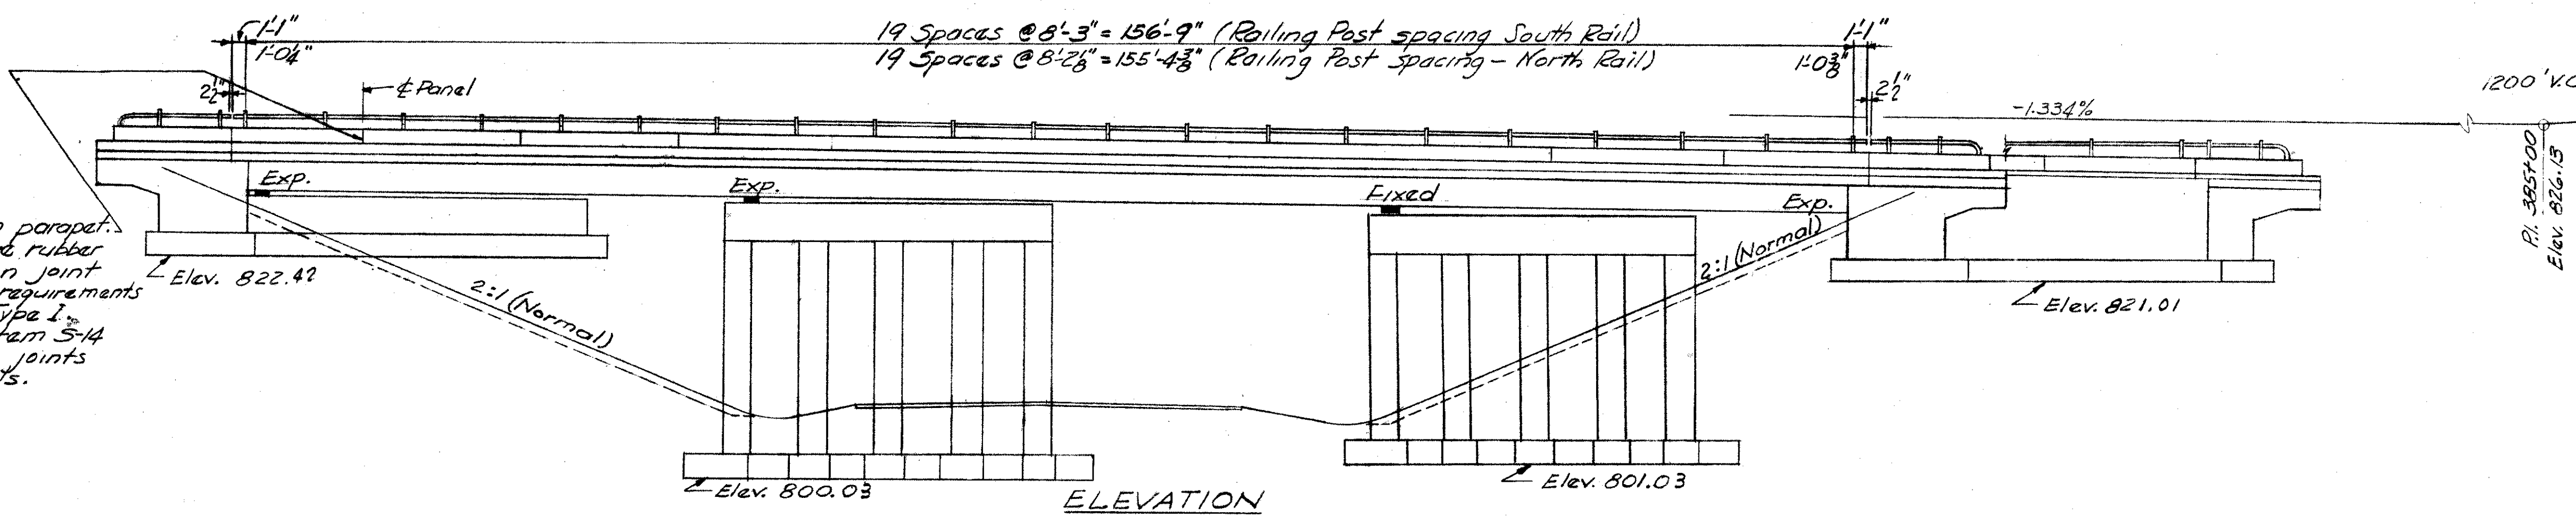 1'-1"
19 Spaces @ 8'-3" = 156'-9" (Railing Post spacing South Rail)
1'-1"
1'-0¼"
19 Spaces @ 8'-2⅛" = 155'-4⅜" (Railing Post spacing - North Rail)
1'-0⅜"
2½"
℄ Panel
2½"
-1.334%
1200' V.C
P.I. 385+00
Elev. 826.13
Exp.
Exp.
Fixed
Exp.
parapet.
rubber
joint
requirements
ype I.
S-14
joints
Elev. 822.42
2:1 (Normal)
2:1 (Normal)
Elev. 821.01
Elev. 800.03
Elev. 801.03
ELEVATION